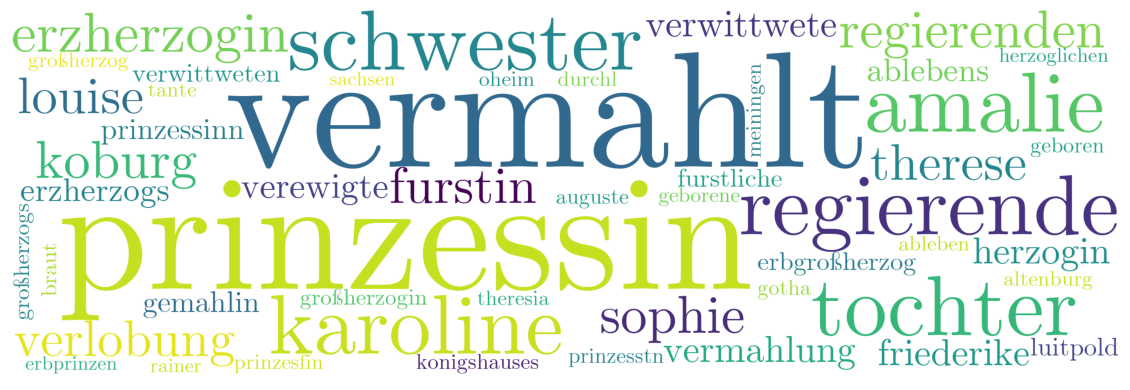 erzherzogin
schwester
verwittwete
regierenden
großherzog
verwittweten
sachsen
oheim
durchl
ablebens
herzoglichen
louise
tante
vermahlt
meiningen
amalie
prinzessinn
geboren
koburg
therese
erzherzogs
verewigte
furstin
auguste
furstliche
geborene
regierende
prinzessin
großherzogs
braut
ableben
erbgroßherzog
herzogin
gemahlin
großherzogin
theresia
gotha
altenburg
karoline
sophie
tochter
verlobung
erbprinzen
rainer
prinzesfin
konigshauses
prinzesstn
vermahlung
friederike
luitpold